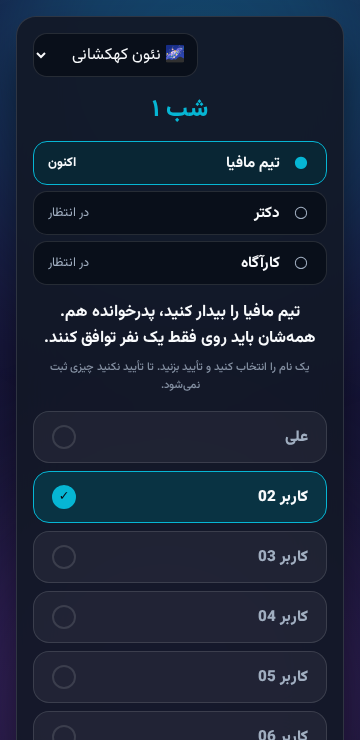 🌌 نئون کهکشانی
شب ۱
تیم مافیا اکنون
دکتر در انتظار
کارآگاه در انتظار
تیم مافیا را بیدار کنید، پدرخوانده هم.
همه‌شان باید روی فقط یک نفر توافق کنند.
یک نام را انتخاب کنید و تأیید بزنید. تا تأیید نکنید چیزی ثبت
نمی‌شود.
علی
کاربر 02
کاربر 03
کاربر 04
کاربر 05
کاربر 06